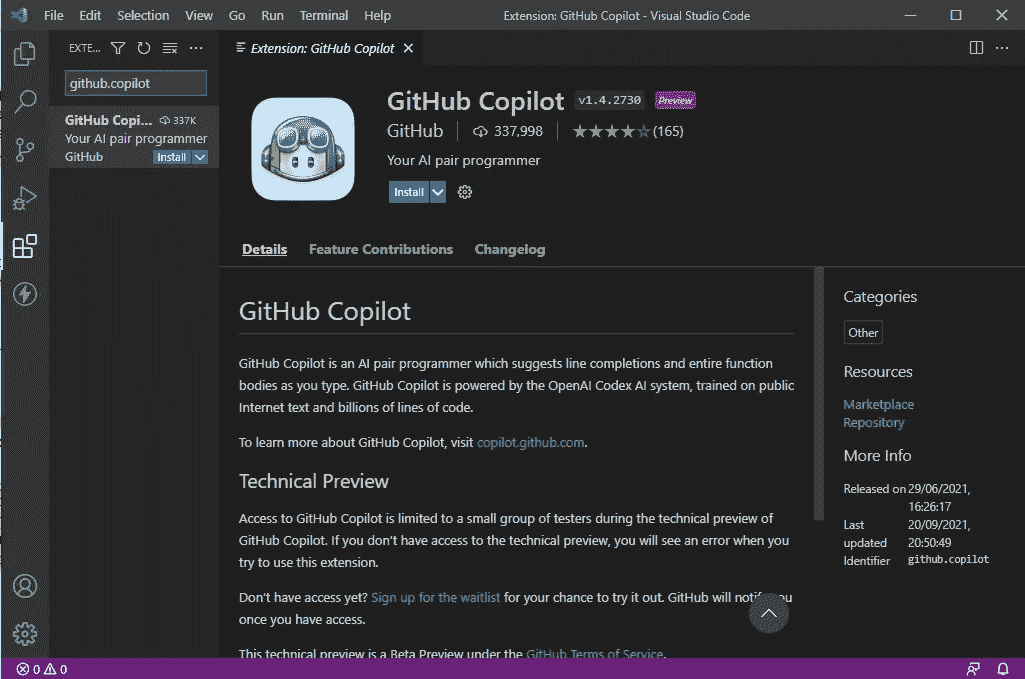 File Edit Selection View Go Run Terminal Help Extension: GitHub Copilot - Visual Studio Code
EXTE...
github.copilot
GitHub Copi... 337K
Your AI pair programmer
GitHub Install
Extension: GitHub Copilot
GitHub Copilot v1.4.2730 Preview
GitHub 337,998 (165)
Your AI pair programmer
Install
Details Feature Contributions Changelog
GitHub Copilot
GitHub Copilot is an AI pair programmer which suggests line completions and entire function
bodies as you type. GitHub Copilot is powered by the OpenAI Codex AI system, trained on public
Internet text and billions of lines of code.
To learn more about GitHub Copilot, visit copilot.github.com.
Technical Preview
Access to GitHub Copilot is limited to a small group of testers during the technical preview of
GitHub Copilot. If you don't have access to the technical preview, you will see an error when you
try to use this extension.
Don't have access yet? Sign up for the waitlist for your chance to try it out. GitHub will notify you
once you have access.
This technical preview is a Beta Preview under the GitHub Terms of Service.
Categories
Other
Resources
Marketplace
Repository
More Info
Released on 29/06/2021,
16:26:17
Last 20/09/2021,
updated 20:50:49
Identifier github.copilot
0 0